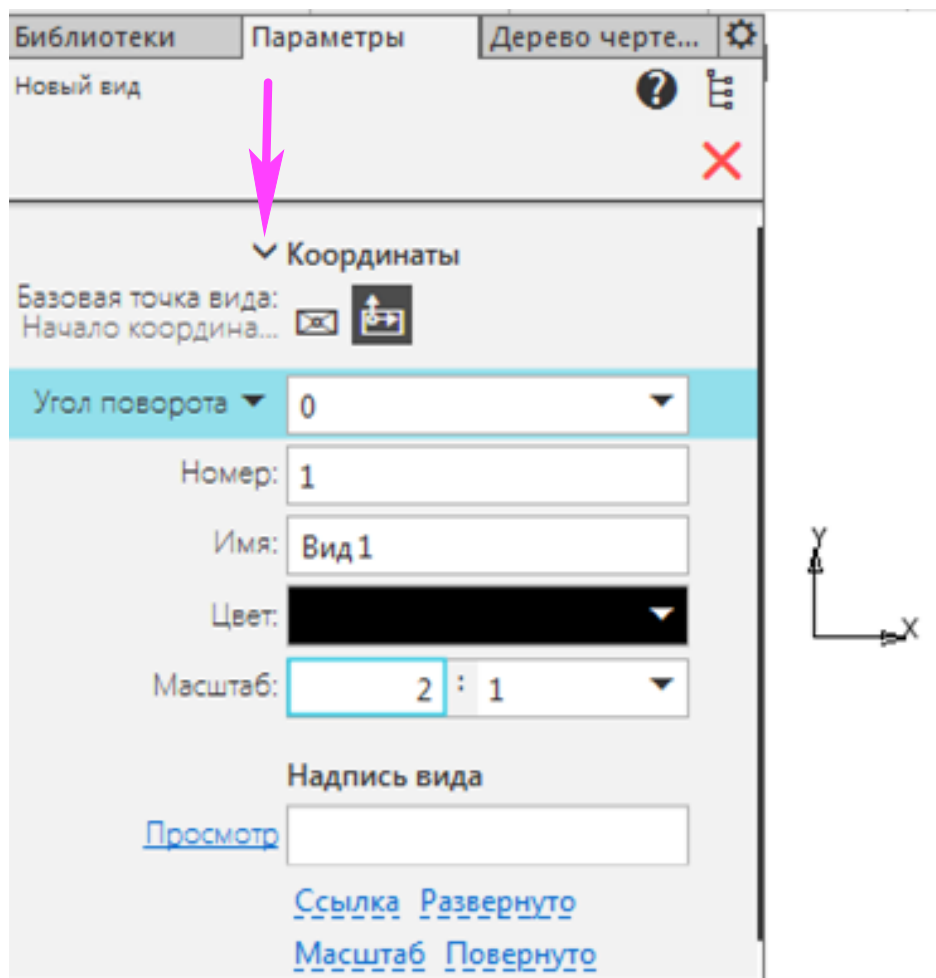 Библиотеки Параметры Дерево черте...
Новый вид
Координаты
Базовая точка вида:
Начало координа...
Угол поворота 0
Номер: 1
Имя: Вид 1
Цвет:
Масштаб: 2 : 1
Надпись вида
Просмотр
Ссылка Развернуто
Масштаб Повернуто
Y
X